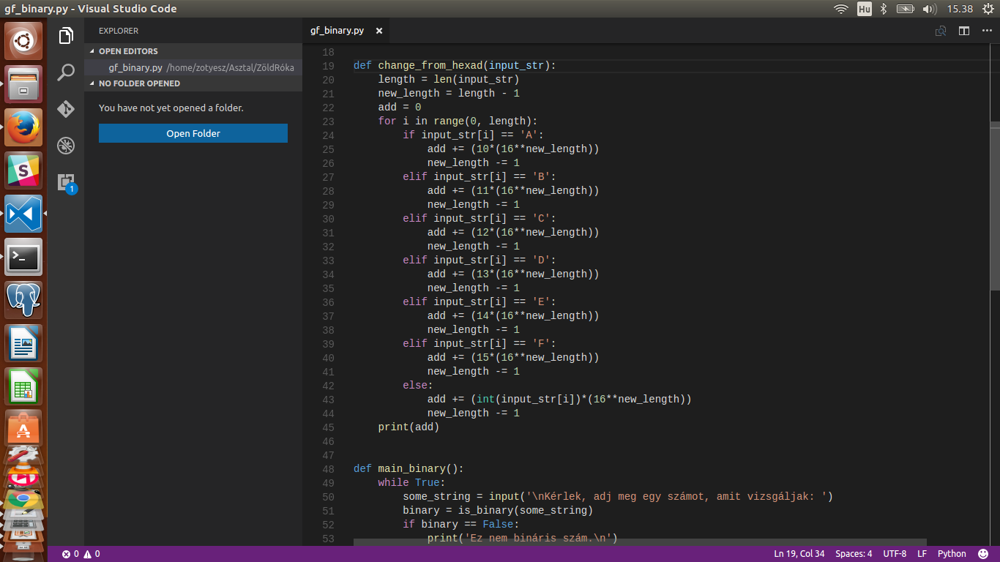 gf_binary.py - Visual Studio Code
Hu
15.38
EXPLORER
OPEN EDITORS
gf_binary.py /home/zotyesz/Asztal/ZöldRóka
NO FOLDER OPENED
You have not yet opened a folder.
Open Folder
1
gf_binary.py
18
19 def change_from_hexad(input_str):
20     length = len(input_str)
21     new_length = length - 1
22     add = 0
23     for i in range(0, length):
24         if input_str[i] == 'A':
25             add += (10*(16**new_length))
26             new_length -= 1
27         elif input_str[i] == 'B':
28             add += (11*(16**new_length))
29             new_length -= 1
30         elif input_str[i] == 'C':
31             add += (12*(16**new_length))
32             new_length -= 1
33         elif input_str[i] == 'D':
34             add += (13*(16**new_length))
35             new_length -= 1
36         elif input_str[i] == 'E':
37             add += (14*(16**new_length))
38             new_length -= 1
39         elif input_str[i] == 'F':
40             add += (15*(16**new_length))
41             new_length -= 1
42         else:
43             add += (int(input_str[i])*(16**new_length))
44             new_length -= 1
45     print(add)
46
47
48 def main_binary():
49     while True:
50         some_string = input('\nKérlek, adj meg egy számot, amit vizsgáljak: ')
51         binary = is_binary(some_string)
52         if binary == False:
53             print('Ez nem bináris szám.\n')
0 0
Ln 19, Col 34
Spaces: 4
UTF-8
LF
Python